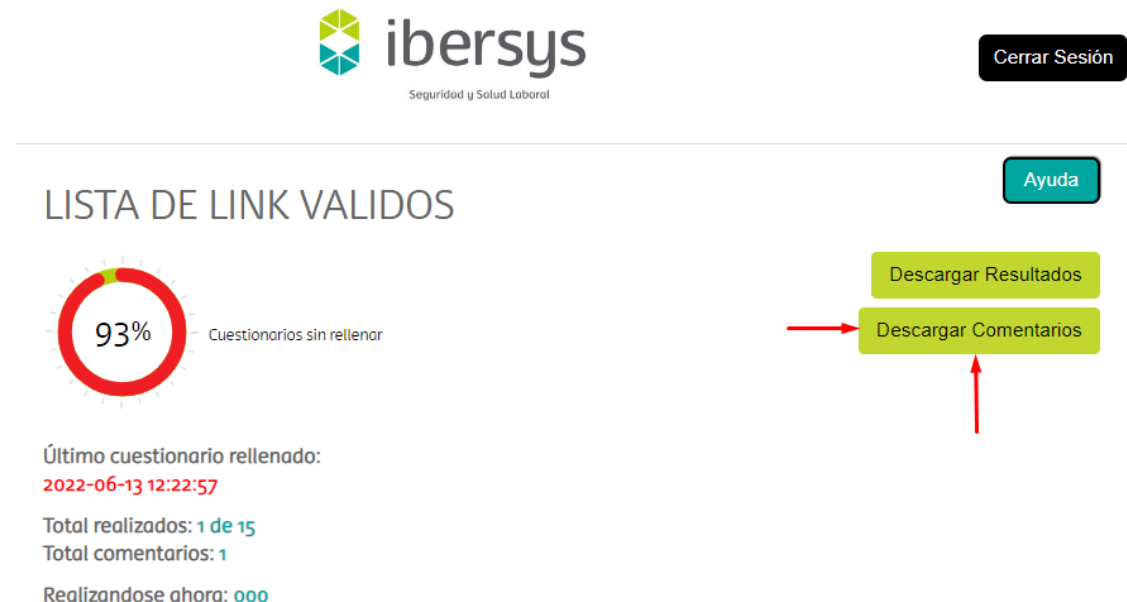 ibersys
Seguridad y Salud Laboral
Cerrar Sesión
Ayuda
LISTA DE LINK VALIDOS
Descargar Resultados
93%
Cuestionarios sin rellenar
Descargar Comentarios
Último cuestionario rellenado:
2022-06-13 12:22:57
Total realizados: 1 de 15
Total comentarios: 1
Realizandose ahora: 000